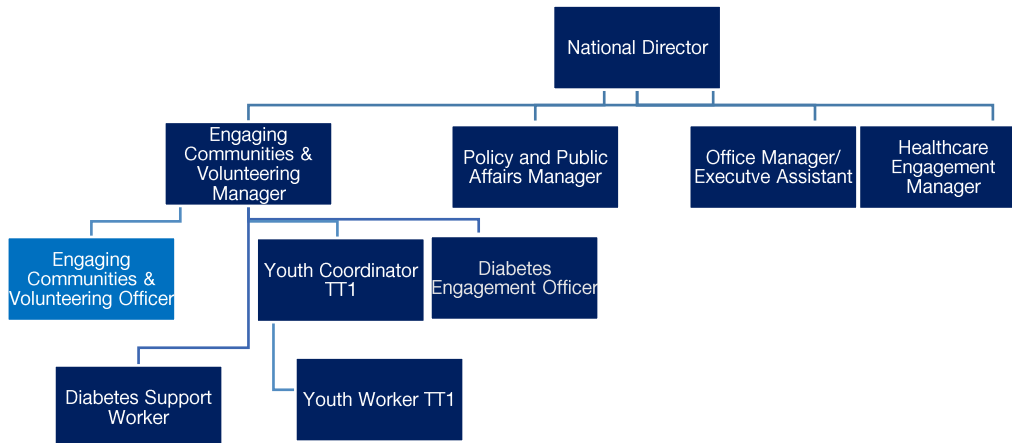 National Director
Engaging
Communities &
Volunteering
Manager
Policy and Public
Affairs Manager
Office Manager/
Executve Assistant
Healthcare
Engagement
Manager
Engaging
Communities &
Volunteering Officer
Youth Coordinator
TT1
Diabetes
Engagement Officer
Diabetes Support
Worker
Youth Worker TT1